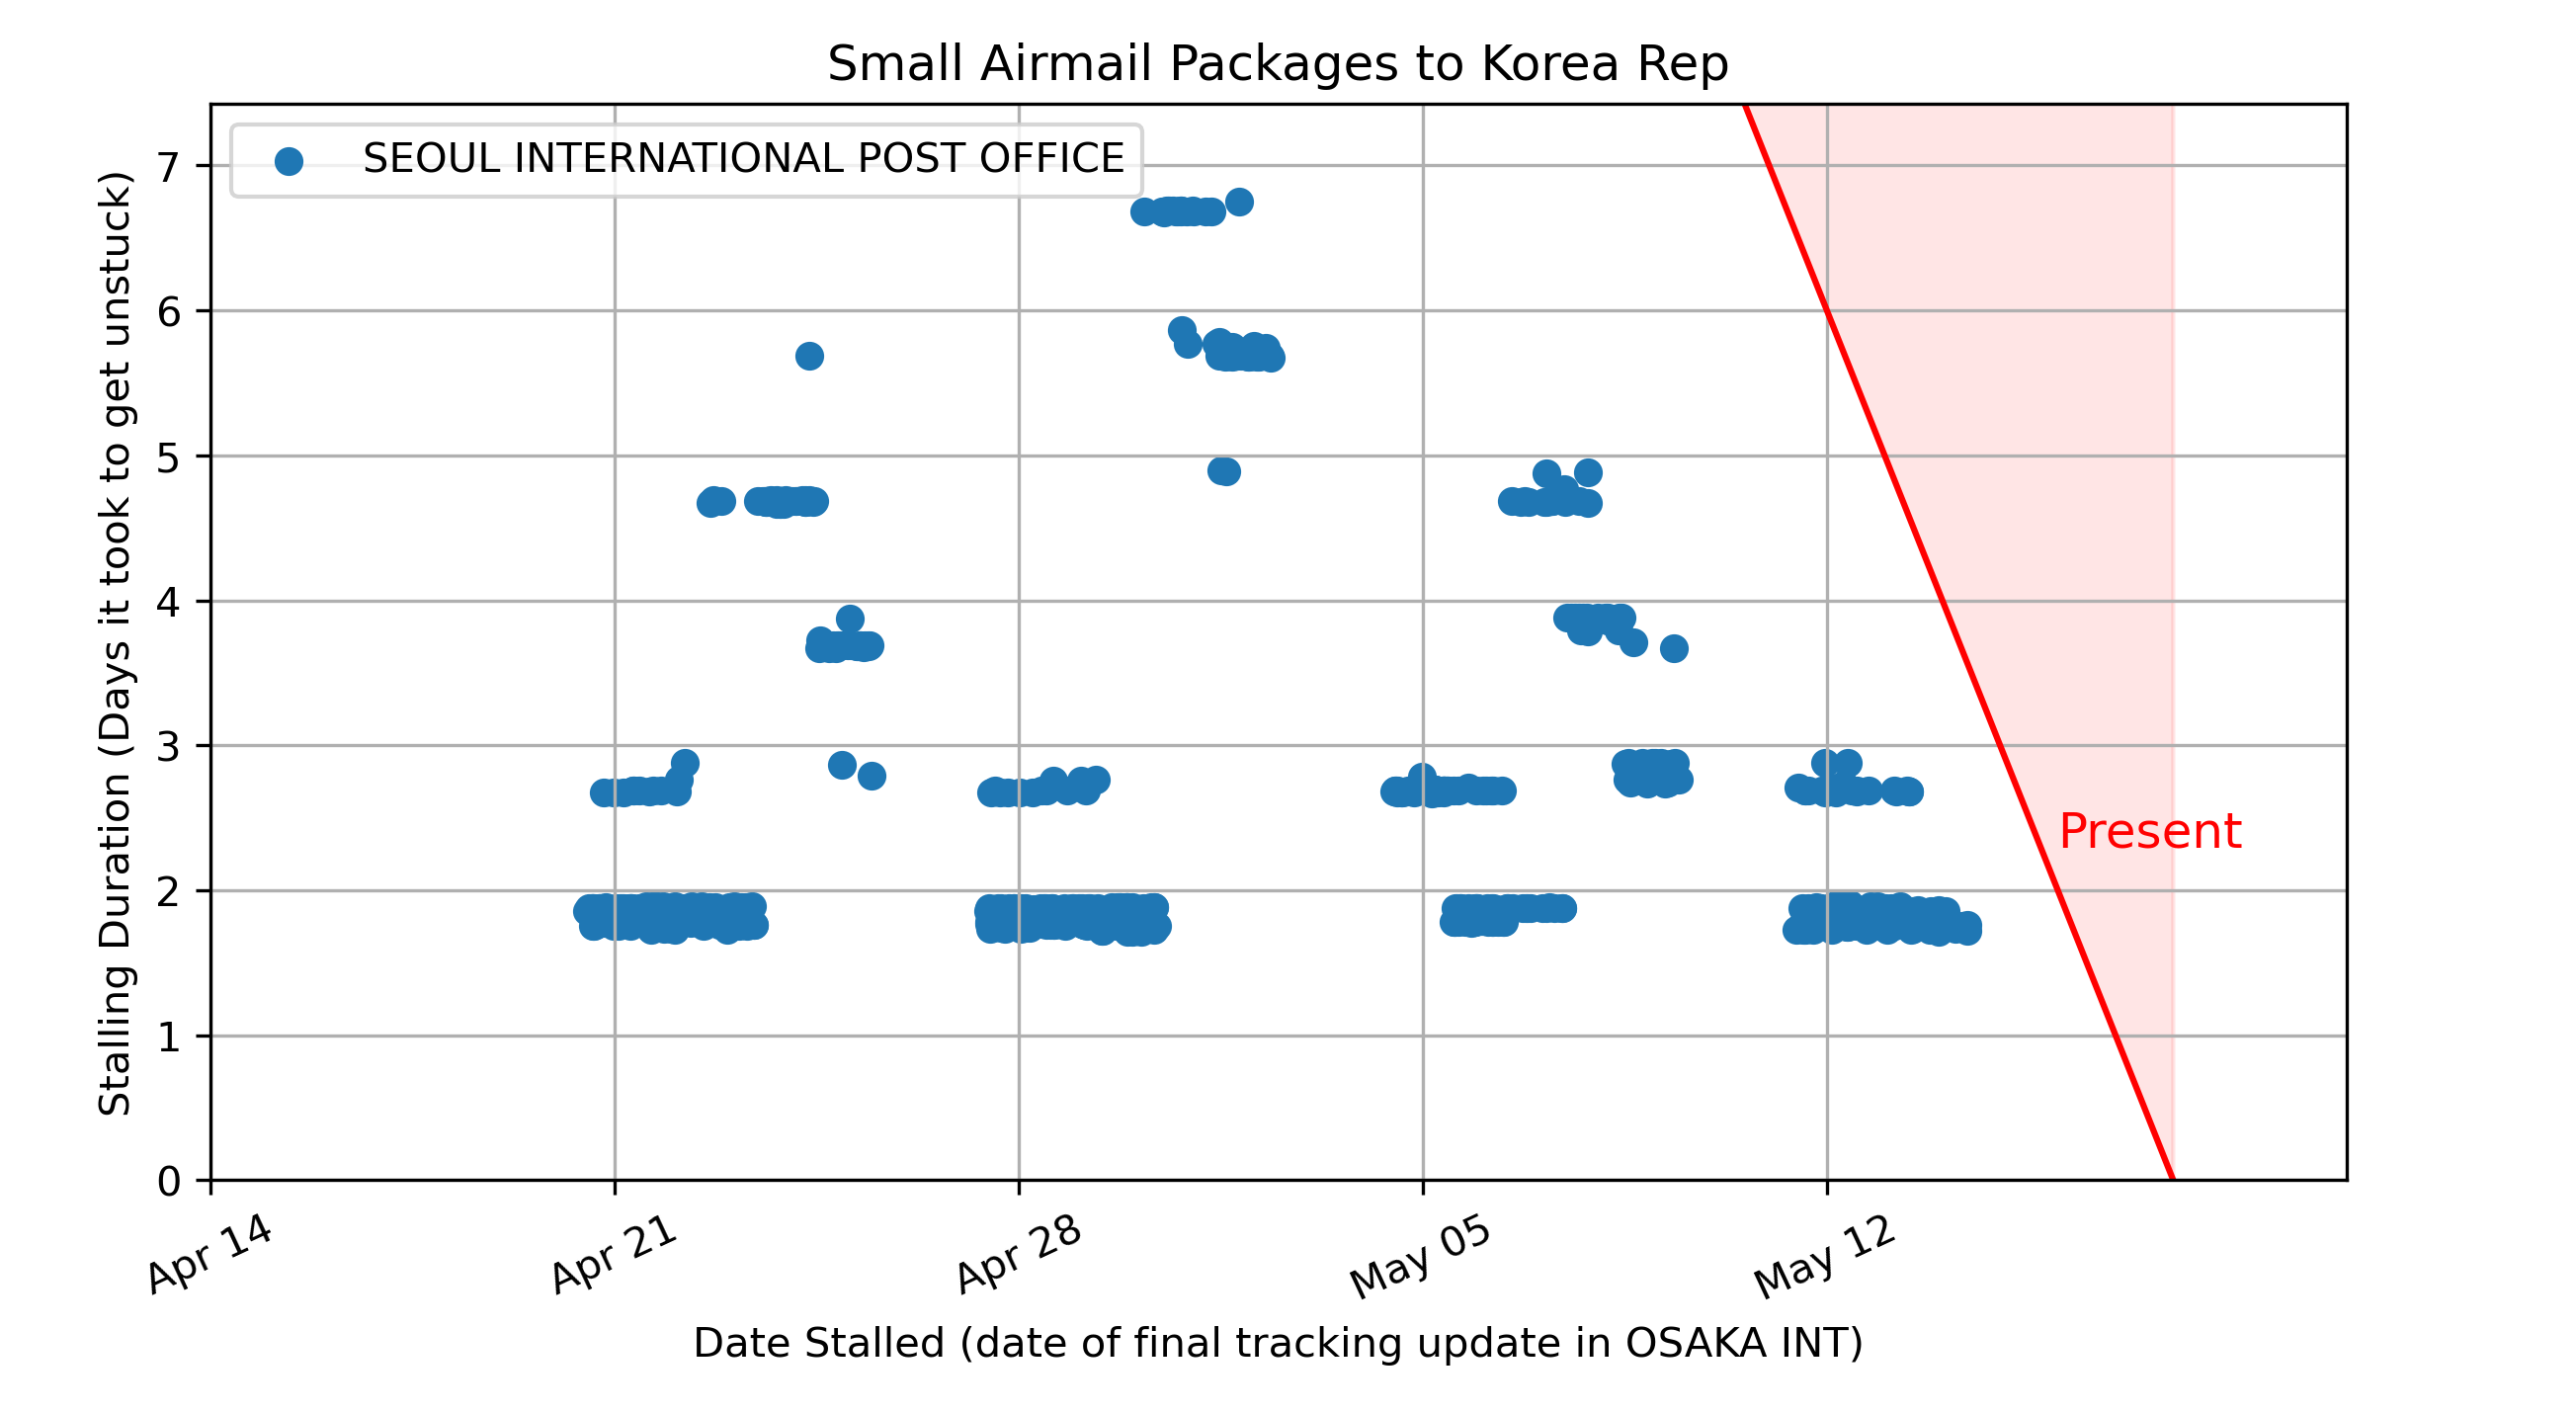 Small Airmail Packages to Korea Rep
SEOUL INTERNATIONAL POST OFFICE
Stalling Duration (Days it took to get unstuck)
7
6
5
4
3
2
1
0
Present
Apr 14
Apr 21
Apr 28
May 05
May 12
Date Stalled (date of final tracking update in OSAKA INT)